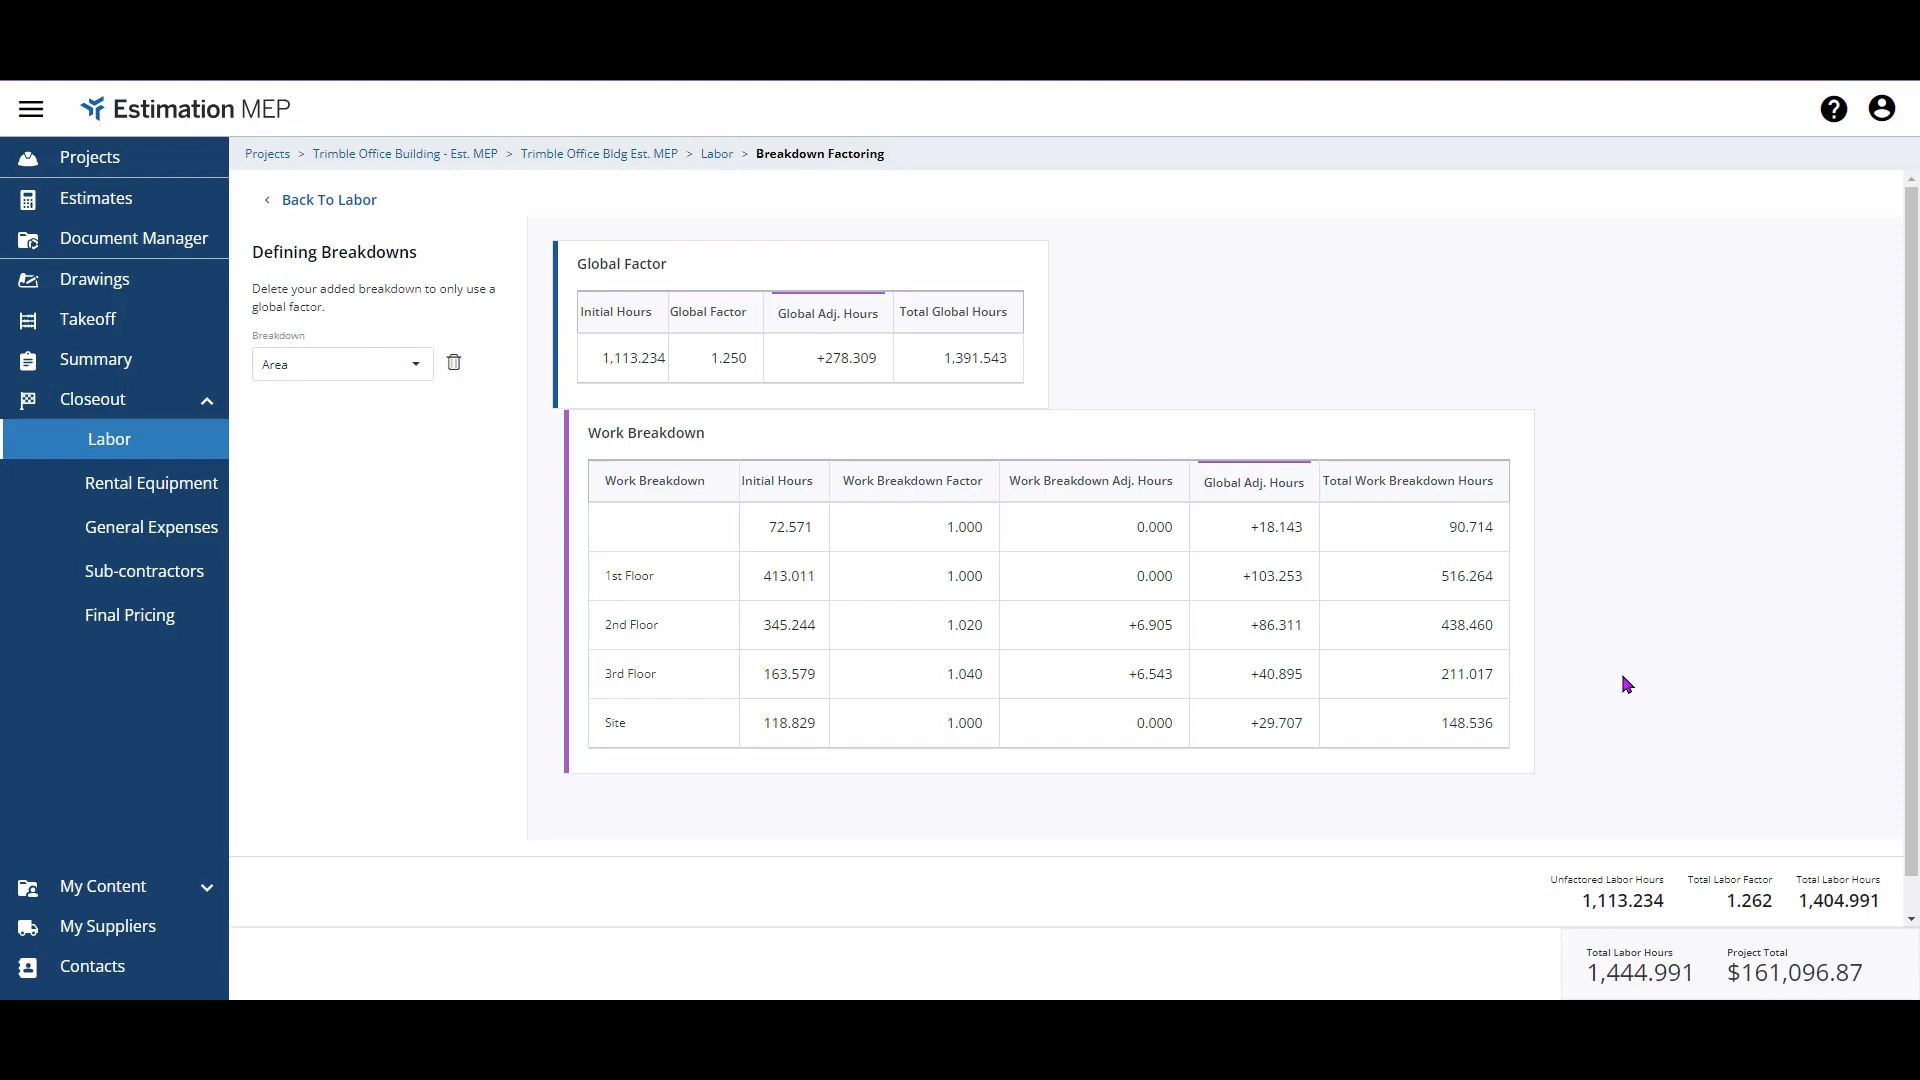 Estimation MEP
Projects
Estimates
Document Manager
Drawings
Takeoff
Summary
Closeout
Labor
Rental Equipment
General Expenses
Sub-contractors
Final Pricing
My Content
My Suppliers
Contacts
Projects > Trimble Office Building - Est. MEP > Trimble Office Bldg Est. MEP > Labor > Breakdown Factoring
< Back To Labor
Defining Breakdowns
Delete your added breakdown to only use a
global factor.
Breakdown
Area
Global Factor
Initial Hours Global Factor Global Adj. Hours Total Global Hours
1,113.234 1.250 +278.309 1,391.543
Work Breakdown
Work Breakdown Initial Hours Work Breakdown Factor Work Breakdown Adj. Hours Global Adj. Hours Total Work Breakdown Hours
72.571 1.000 0.000 +18.143 90.714
1st Floor 413.011 1.000 0.000 +103.253 516.264
2nd Floor 345.244 1.020 +6.905 +86.311 438.460
3rd Floor 163.579 1.040 +6.543 +40.895 211.017
Site 118.829 1.000 0.000 +29.707 148.536
Unfactored Labor Hours Total Labor Factor Total Labor Hours
1,113.234 1.262 1,404.991
Total Labor Hours Project Total
1,444.991 $161,096.87